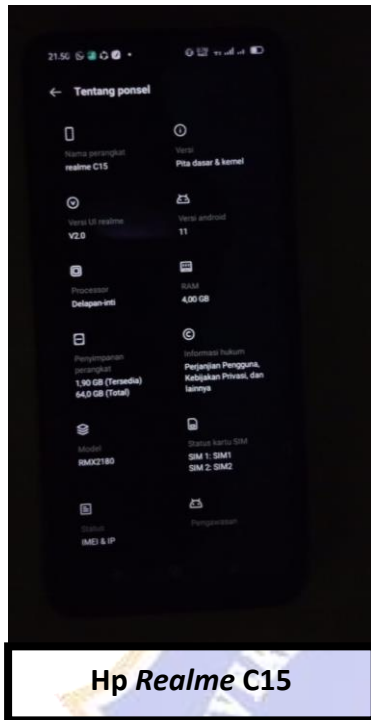 21.50
Tentang ponsel
Nama perangkat
realme C15
Versi
Pita dasar & kernel
Versi UI realme
V2.0
Versi android
11
Processor
Delapan-inti
RAM
4,00 GB
Penyimpanan
perangkat
1,90 GB (Tersedia)
64,0 GB (Total)
Informasi hukum
Perjanjian Pengguna,
Kebijakan Privasi, dan
lainnya
Model
RMX2180
Status kartu SIM
SIM 1: SIM1
SIM 2: SIM2
Status
IMEI & IP
Pengawasan
Hp Realme C15